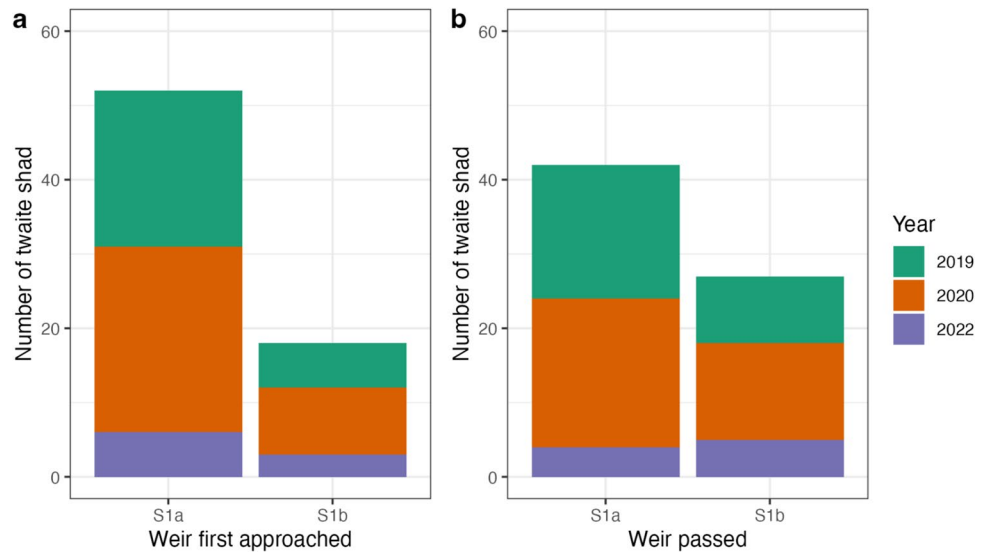 a
60
40
20
0
Number of twaite shad
S1a S1b
Weir first approached
b
60
40
20
0
Number of twaite shad
S1a S1b
Weir passed
Year
2019
2020
2022